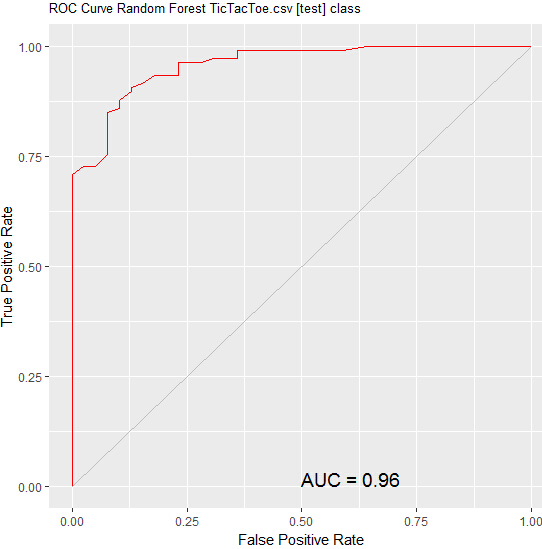 ROC Curve Random Forest TicTacToe.csv [test] class
True Positive Rate
1.00
0.75
0.50
0.25
0.00
AUC = 0.96
0.00 0.25 0.50 0.75 1.00
False Positive Rate